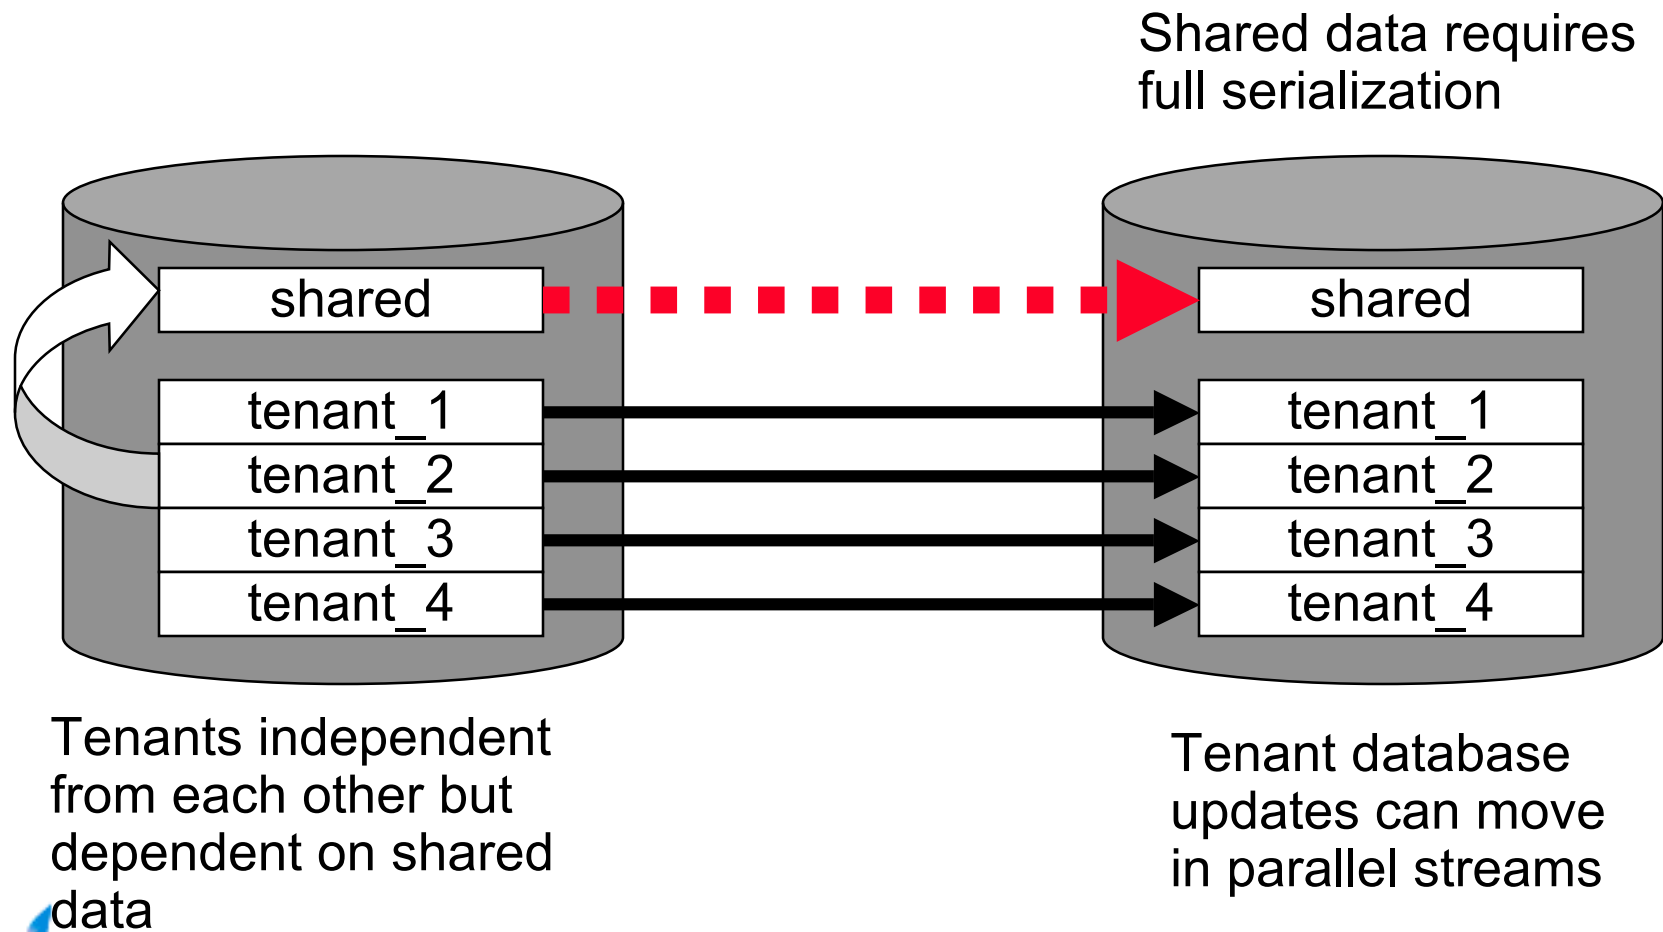 Shared data requires
full serialization
shared
shared
tenant_1
tenant_1
tenant_2
tenant_2
tenant_3
tenant_3
tenant_4
tenant_4
Tenants independent
from each other but
dependent on shared
data
Tenant database
updates can move
in parallel streams